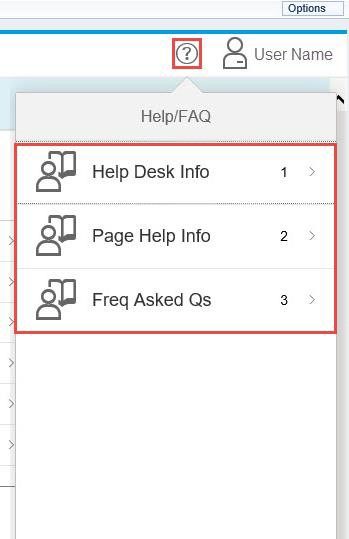 Options
? User Name
Help/FAQ
Help Desk Info 1
Page Help Info 2
Freq Asked Qs 3